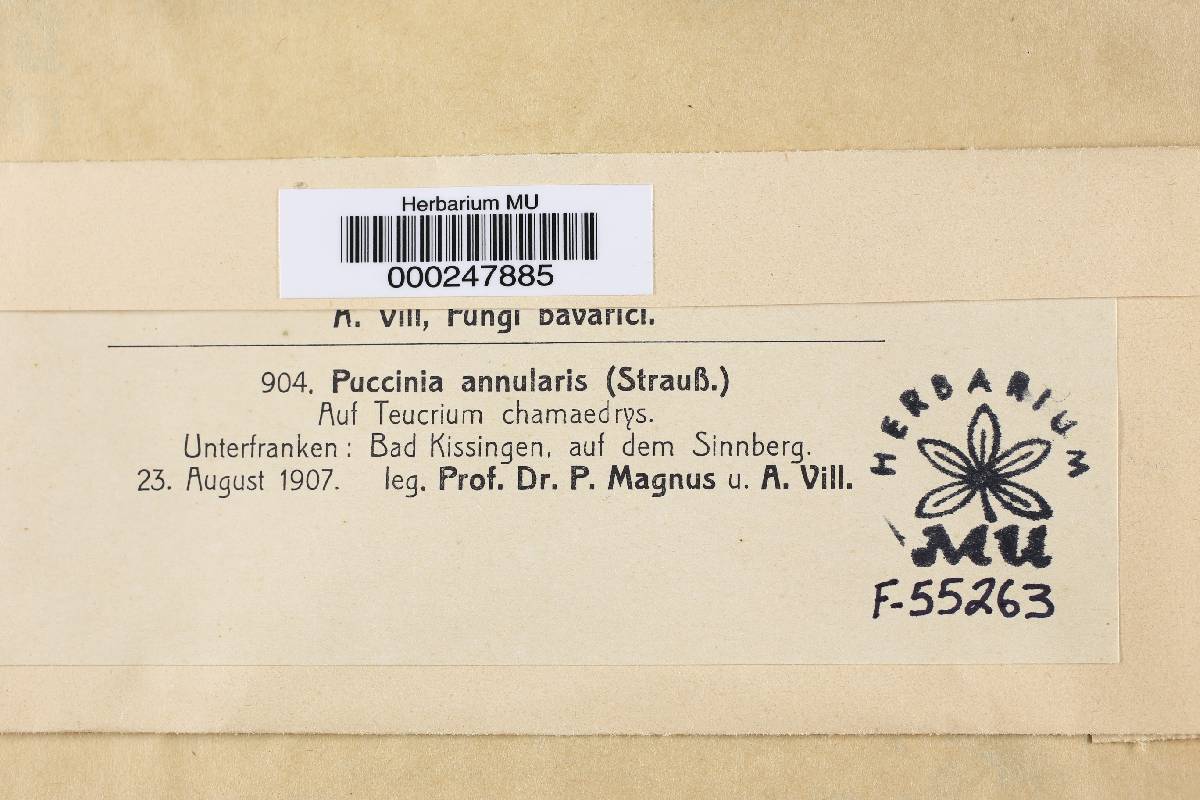 Herbarium MU
000247885
A. Vill, Fungi bavarici.
904. Puccinia annularis (Strauß.)
Auf Teucrium chamaedrys.
Unterfranken: Bad Kissingen, auf dem Sinnberg.
23. August 1907. leg. Prof. Dr. P. Magnus u. A. Vill.
HERBARIUM
MU
F-55263